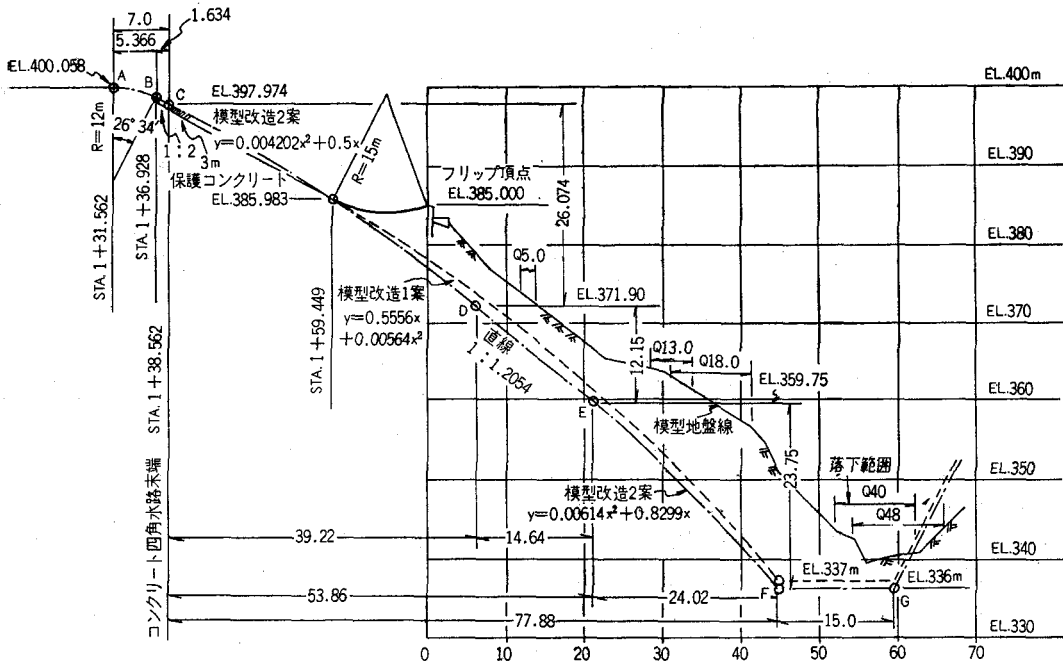 7.0
1.634
5.366
EL.400.058
A
B
C
EL.400m
EL.397.974
模型改造2案
y=0.004202x²+0.5x
R=12m
26°34′
1:2
3m
保護コンクリート
EL.385.983
R=15m
フリップ頂点
EL.385.000
26.074
EL.390
EL.380
STA.1+31.562
STA.1+36.928
Q5.0
EL.371.90
模型改造1案
y=0.5556x
+0.00564x²
D
直線
1:1.2054
STA.1+59.449
STA.1+38.562
12.15
Q13.0
Q18.0
EL.370
EL.359.75
EL.360
E
模型地盤線
23.75
落下範囲
Q40
Q48
EL.350
模型改造2案
y=0.00614x²+0.8299x
コンクリート四角水路末端
39.22
14.64
EL.340
EL.337m
EL.336m
F
G
53.86
24.02
77.88
15.0
EL.330
0
10
20
30
40
50
60
70